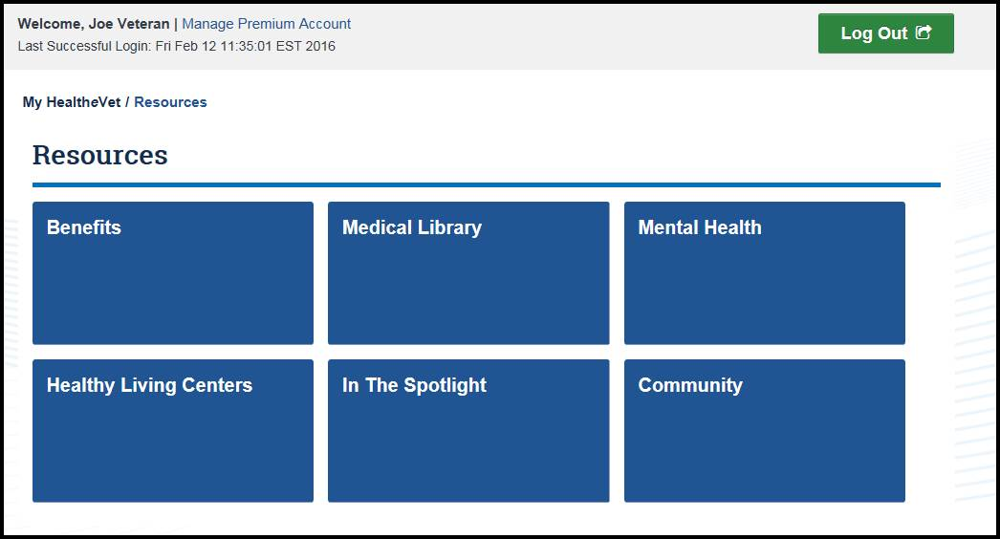 Welcome, Joe Veteran | Manage Premium Account
Last Successful Login: Fri Feb 12 11:35:01 EST 2016
Log Out
My HealtheVet / Resources
Resources
Benefits
Medical Library
Mental Health
Healthy Living Centers
In The Spotlight
Community